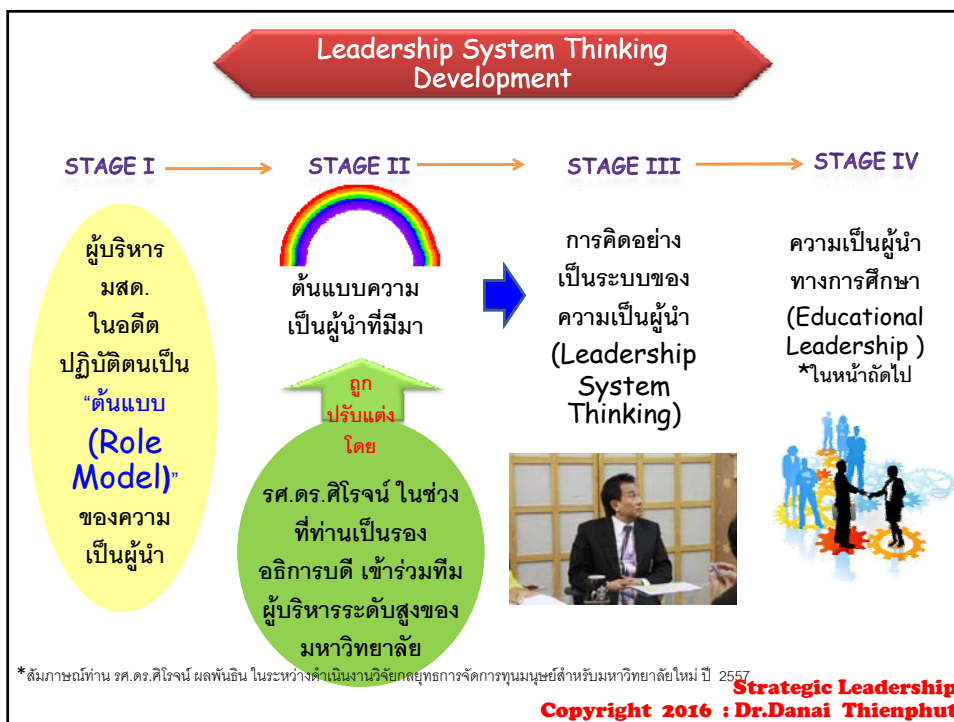 Leadership System Thinking
Development
STAGE I
STAGE II
STAGE III
STAGE IV
ผู้บริหาร
มสด.
ในอดีต
ปฏิบัติตนเป็น
“ต้นแบบ
(Role
Model)”
ของความ
เป็นผู้นำ
ต้นแบบความ
เป็นผู้นำที่มีมา
ถูก
ปรับแต่ง
โดย
รศ.ดร.ศิโรจน์ ในช่วง
ที่ท่านเป็นรอง
อธิการบดี เข้าร่วมทีม
ผู้บริหารระดับสูงของ
มหาวิทยาลัย
การคิดอย่าง
เป็นระบบของ
ความเป็นผู้นำ
(Leadership
System
Thinking)
ความเป็นผู้นำ
ทางการศึกษา
(Educational
Leadership )
*ในหน้าถัดไป
*สัมภาษณ์ท่าน รศ.ดร.ศิโรจน์ ผลพันธิน ในระหว่างดำเนินงานวิจัยกลยุทธการจัดการทุนมนุษย์สำหรับมหาวิทยาลัยใหม่ ปี 2557
Strategic Leadership
Copyright 2016 : Dr.Danai Thienphut